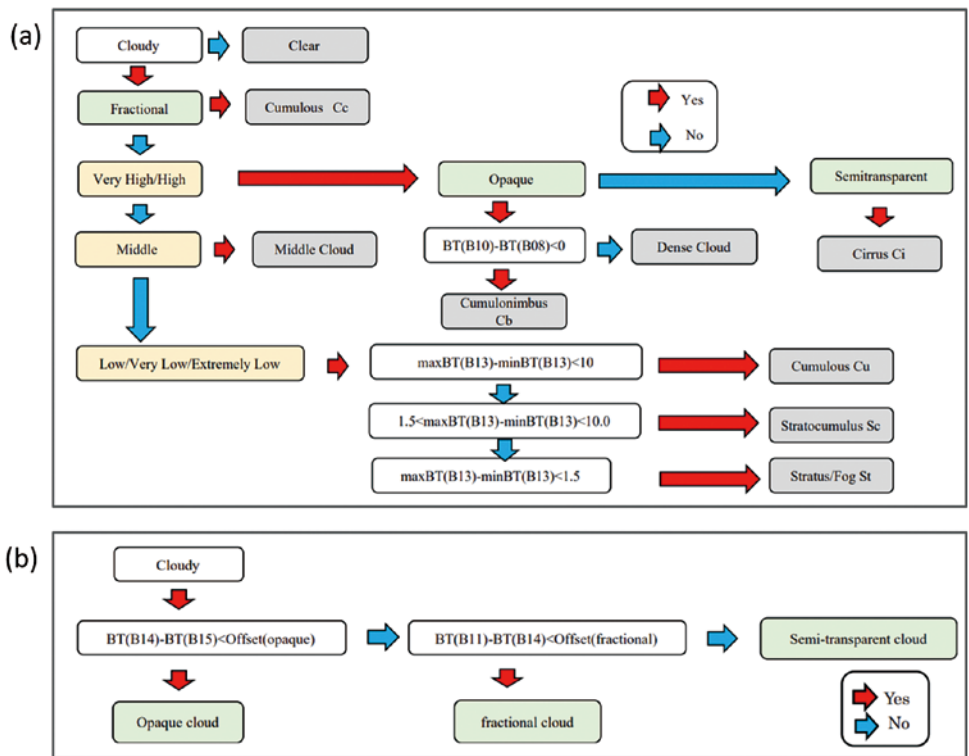 (a)
Cloudy
Clear
Fractional
Cumulous Cc
Yes
No
Very High/High
Opaque
Semitransparent
Middle
Middle Cloud
BT(B10)-BT(B08)<0
Dense Cloud
Cirrus Ci
Cumulonimbus
Cb
Low/Very Low/Extremely Low
maxBT(B13)-minBT(B13)<10
Cumulous Cu
1.5<maxBT(B13)-minBT(B13)<10.0
Stratocumulus Sc
maxBT(B13)-minBT(B13)<1.5
Stratus/Fog St
(b)
Cloudy
BT(B14)-BT(B15)<Offset(opaque)
BT(B11)-BT(B14)<Offset(fractional)
Semi-transparent cloud
Opaque cloud
fractional cloud
Yes
No